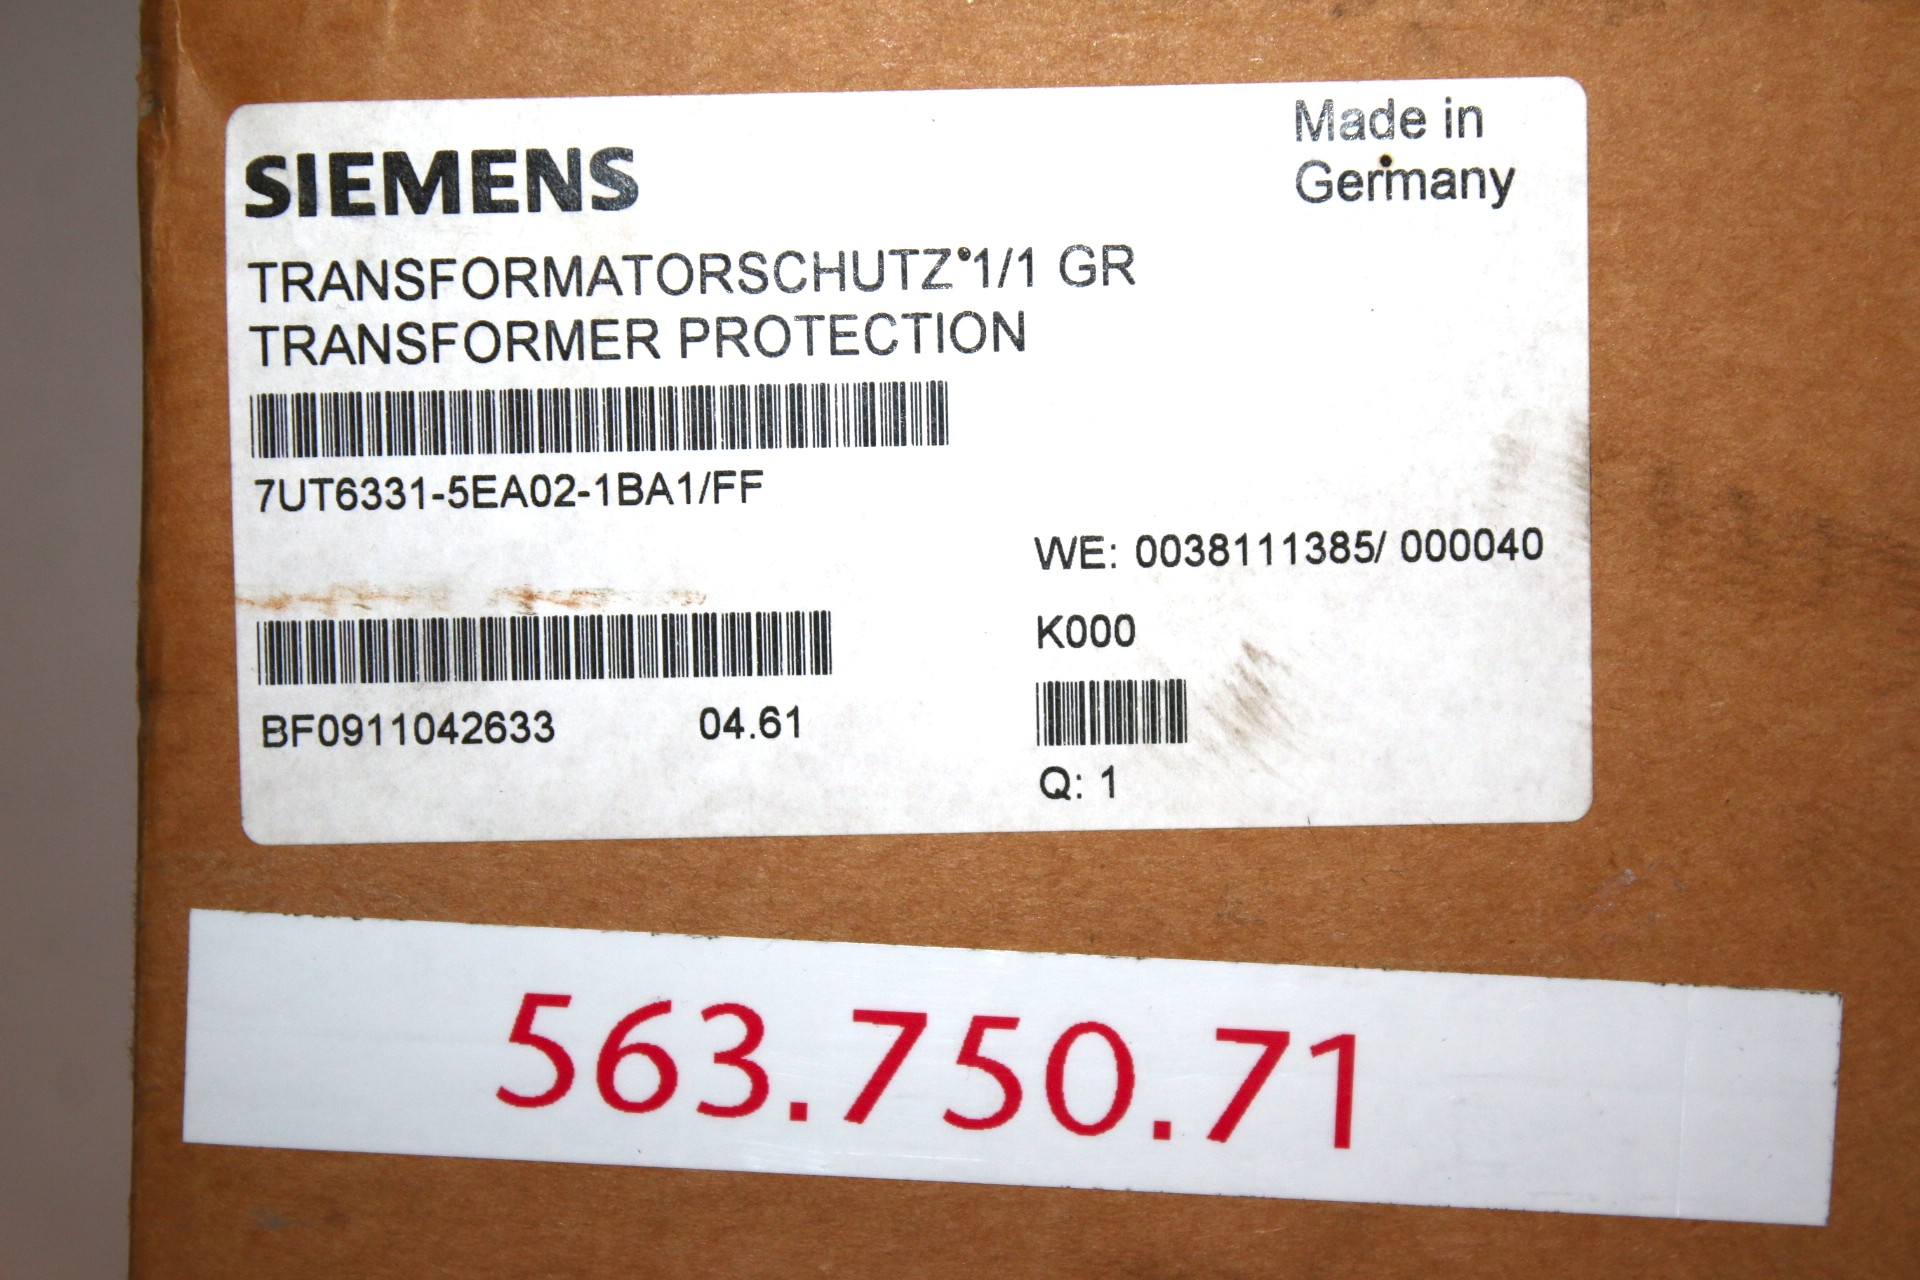 SIEMENS
Made in
Germany
TRANSFORMATORSCHUTZ 1/1 GR
TRANSFORMER PROTECTION
7UT6331-5EA02-1BA1/FF
WE: 0038111385/ 000040
K000
BF0911042633 04.61
Q: 1
563.750.71